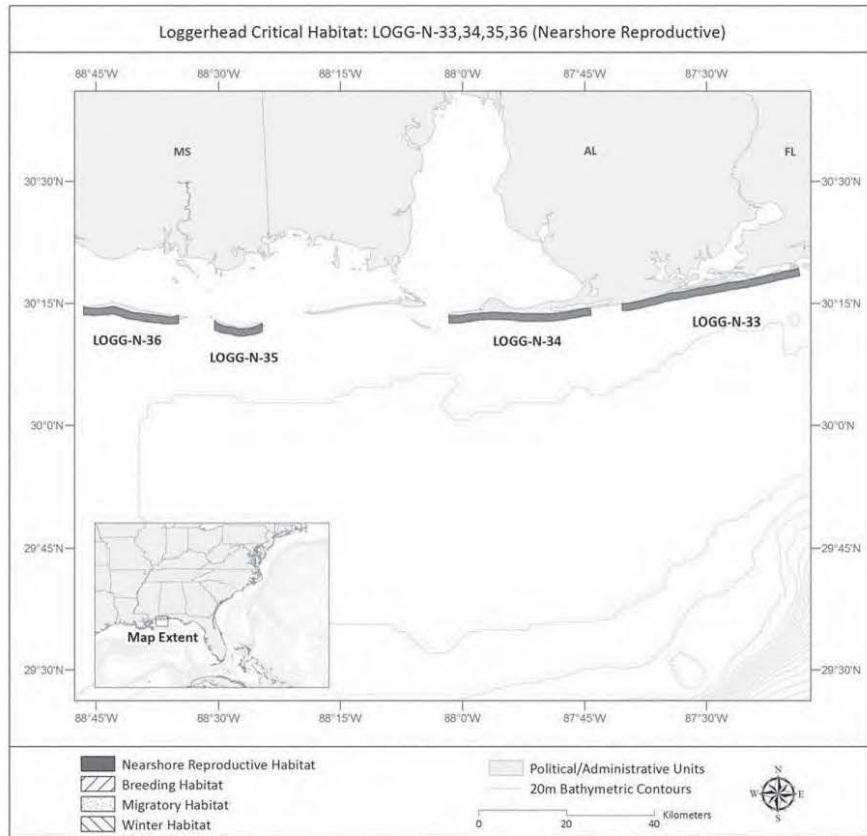 Loggerhead Critical Habitat: LOGG-N-33,34,35,36 (Nearshore Reproductive)
88°45'W 88°30'W 88°15'W 88°0'W 87°45'W 87°30'W
MS AL FL
30°30'N 30°30'N
30°15'N 30°15'N
LOGG-N-36 LOGG-N-35 LOGG-N-34 LOGG-N-33
30°0'N 30°0'N
29°45'N 29°45'N
Map Extent
29°30'N 29°30'N
88°45'W 88°30'W 88°15'W 88°0'W 87°45'W 87°30'W
Nearshore Reproductive Habitat
Breeding Habitat
Migratory Habitat
Winter Habitat
Political/Administrative Units
20m Bathymetric Contours
Kilometers
0 20 40
N
W E
S